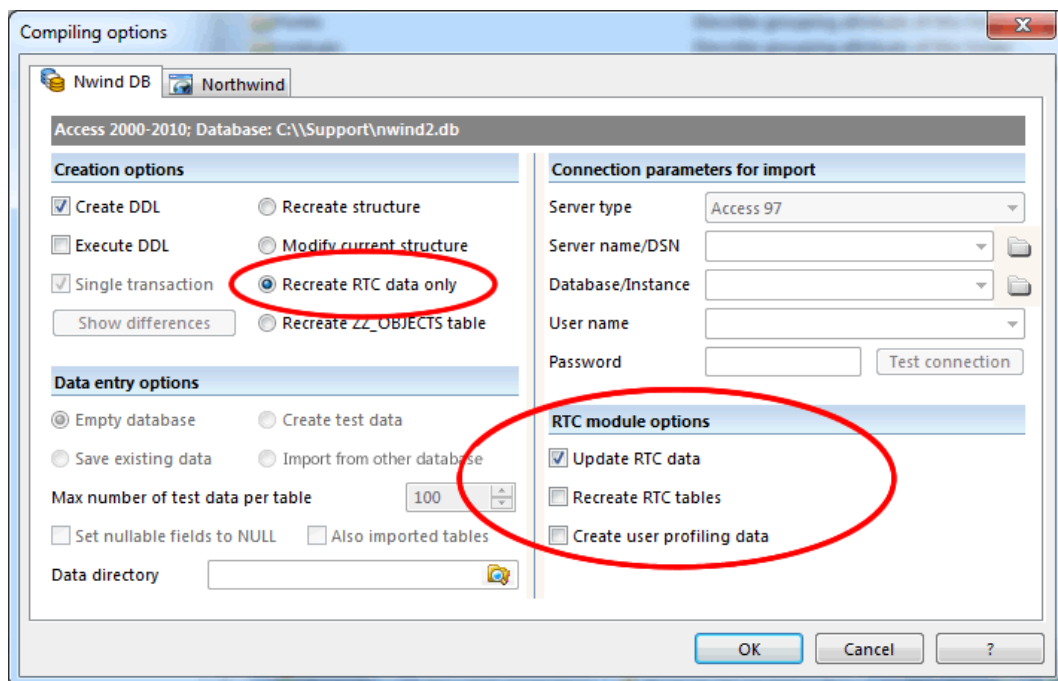 Compiling options
Nwind DB
Northwind
Access 2000-2010; Database: C:\\Support\nwind2.db
Creation options
Create DDL
Recreate structure
Execute DDL
Modify current structure
Single transaction
Recreate RTC data only
Show differences
Recreate ZZ_OBJECTS table
Data entry options
Empty database
Create test data
Save existing data
Import from other database
Max number of test data per table
100
Set nullable fields to NULL
Also imported tables
Data directory
Connection parameters for import
Server type
Access 97
Server name/DSN
Database/Instance
User name
Password
Test connection
RTC module options
Update RTC data
Recreate RTC tables
Create user profiling data
OK
Cancel
?